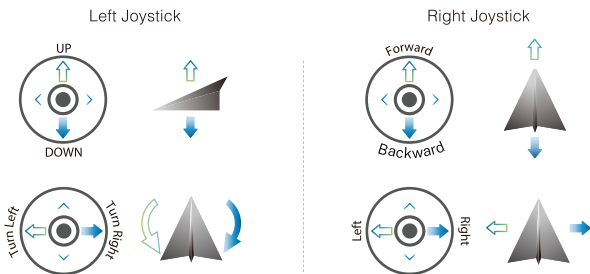 Left Joystick
Right Joystick
UP
DOWN
Forward
Backward
Turn Left
Turn Right
Left
Right